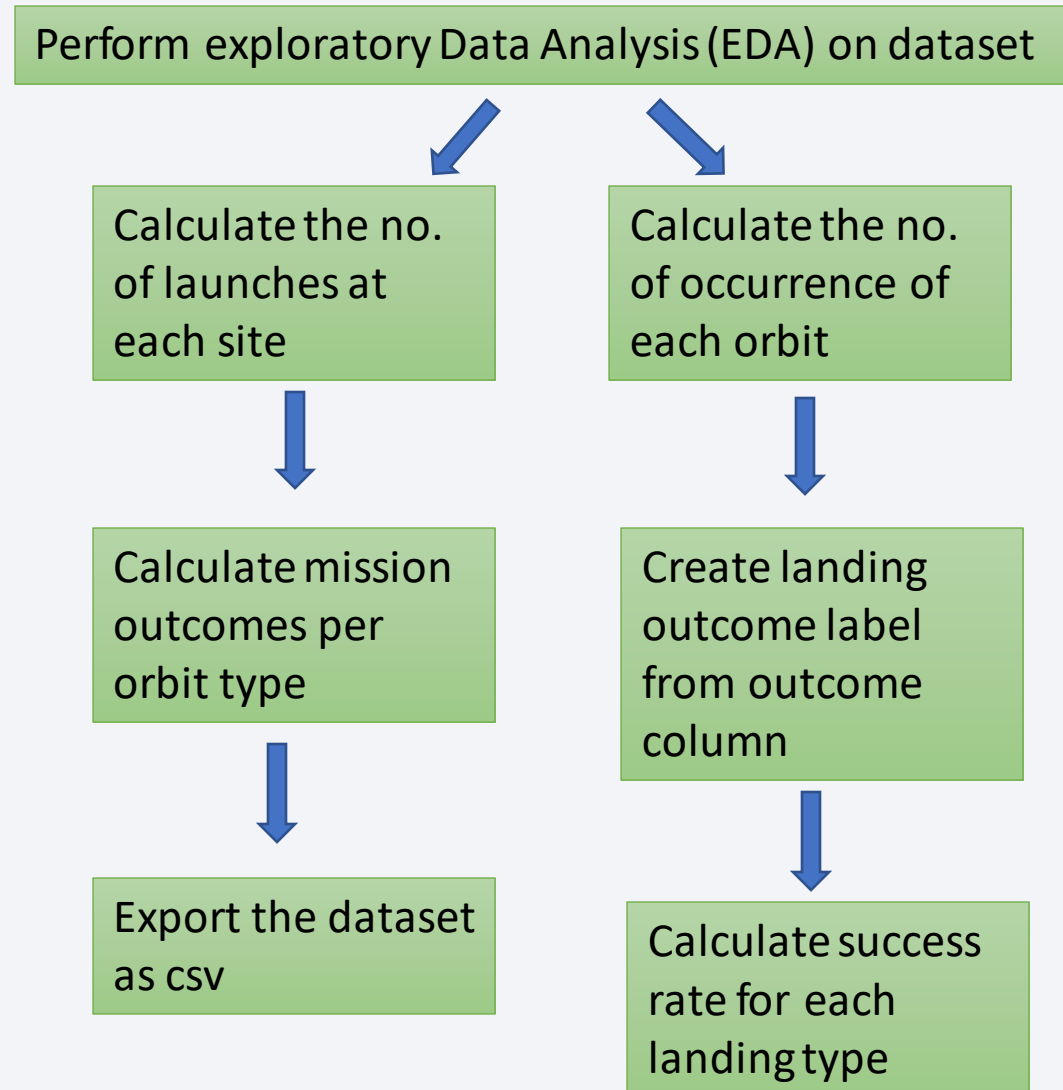 Perform exploratory Data Analysis (EDA) on dataset
Calculate the no.
of launches at
each site
Calculate the no.
of occurrence of
each orbit
Calculate mission
outcomes per
orbit type
Create landing
outcome label
from outcome
column
Export the dataset
as csv
Calculate success
rate for each
landing type